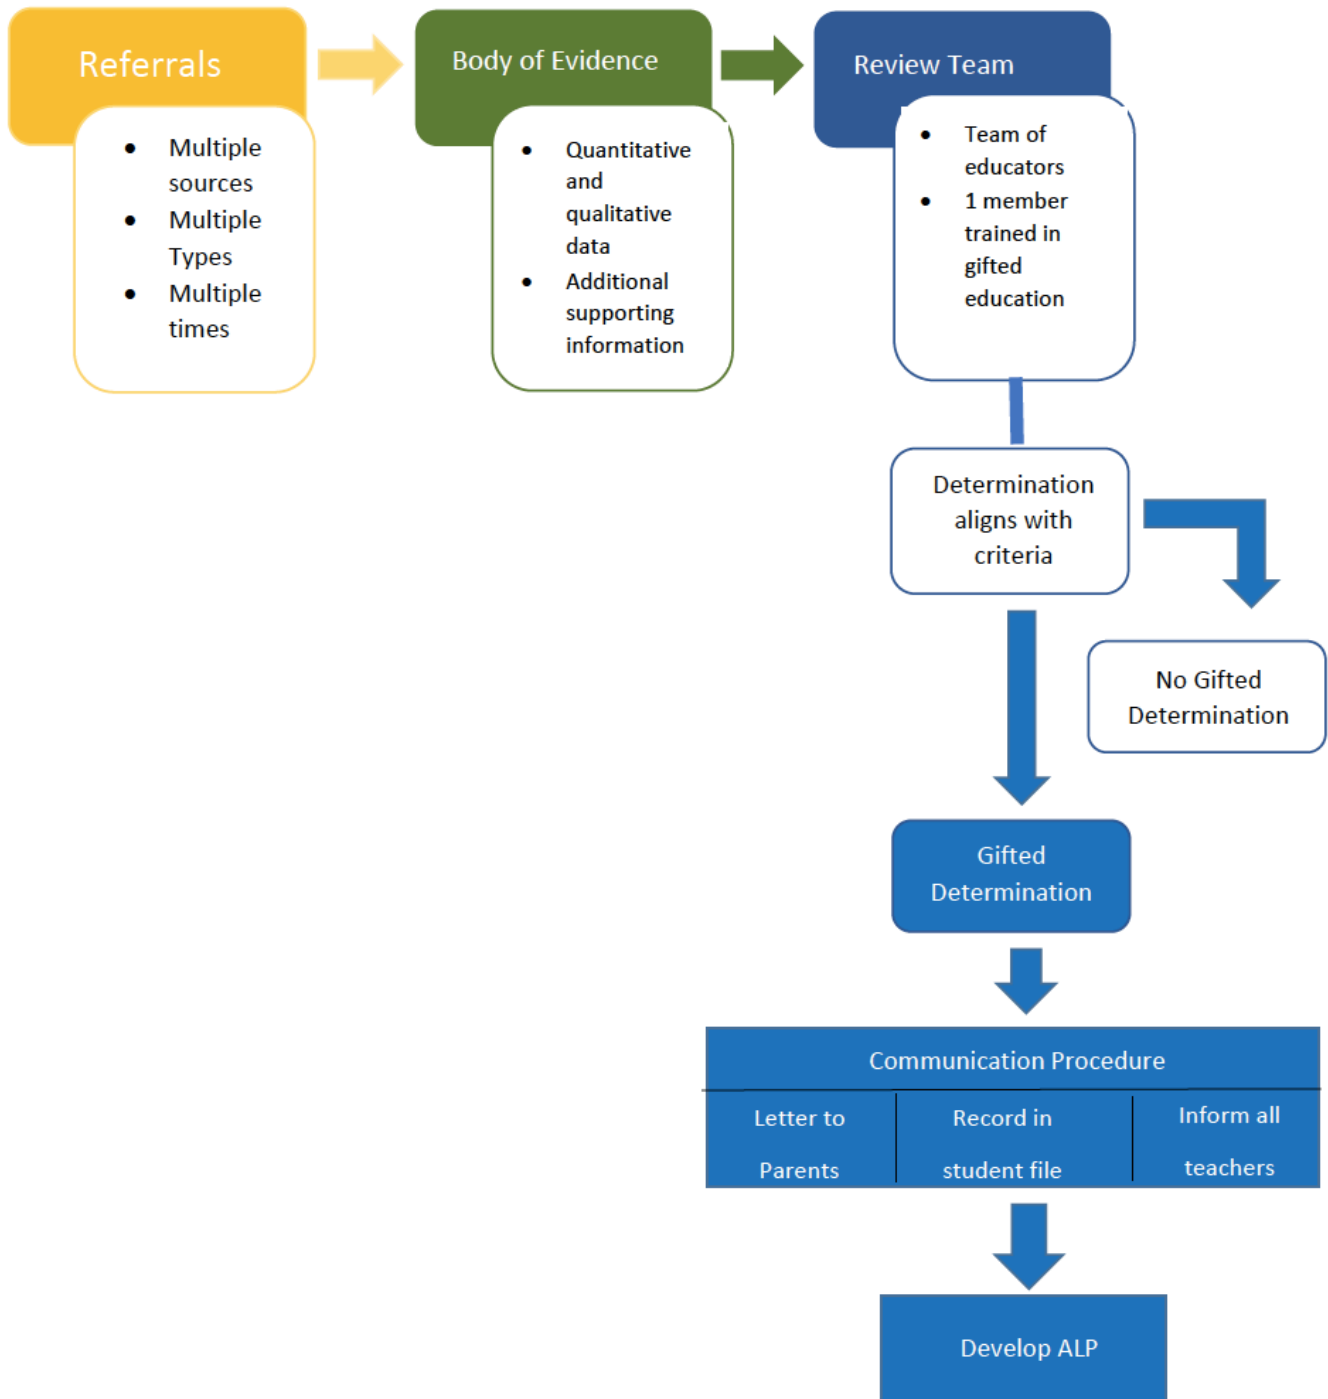 Referrals
• Multiple
sources
• Multiple
Types
• Multiple
times
Body of Evidence
• Quantitative
and
qualitative
data
• Additional
supporting
information
Review Team
• Team of
educators
• 1 member
trained in
gifted
education
Determination
aligns with
criteria
No Gifted
Determination
Gifted
Determination
Communication Procedure
Letter to
Parents
Record in
student file
Inform all
teachers
Develop ALP